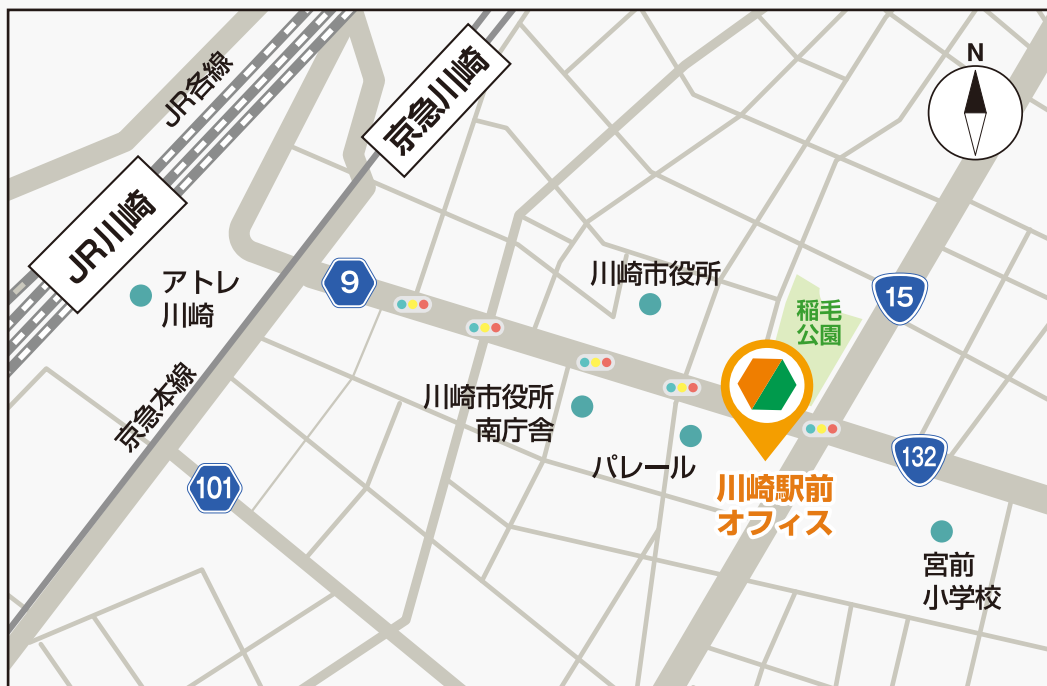 N
JR各線
京急川崎
JR川崎
アトレ
川崎
9
川崎市役所
稲毛
公園
15
京急本線
川崎市役所
南庁舎
パレール
101
132
川崎駅前
オフィス
宮前
小学校